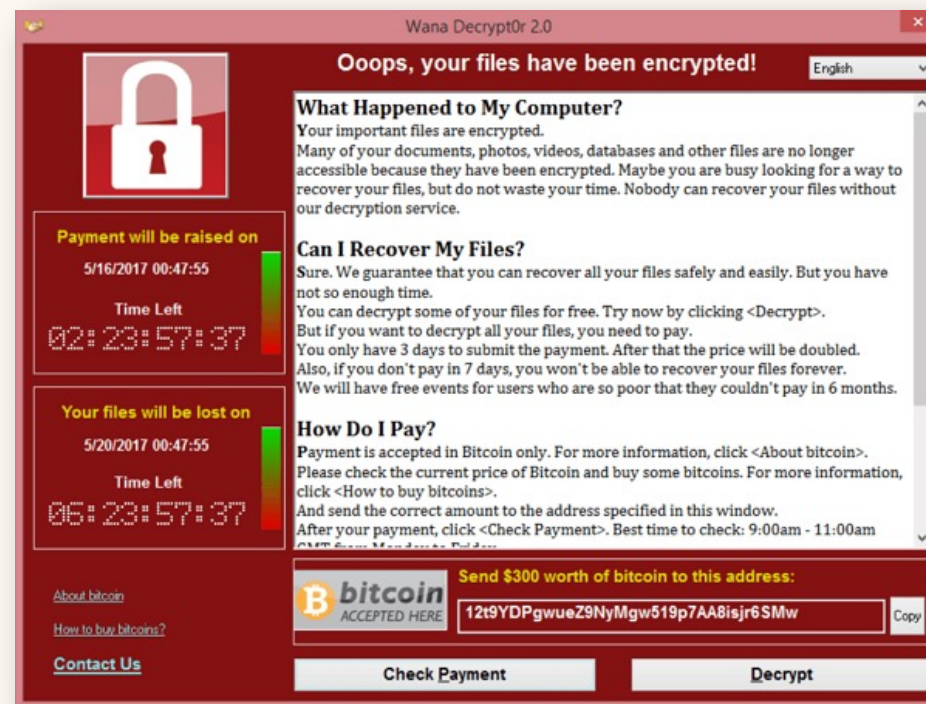 Wana Decrypt0r 2.0
Ooops, your files have been encrypted!
English
What Happened to My Computer?
Your important files are encrypted.
Many of your documents, photos, videos, databases and other files are no longer
accessible because they have been encrypted. Maybe you are busy looking for a way to
recover your files, but do not waste your time. Nobody can recover your files without
our decryption service.
Can I Recover My Files?
Sure. We guarantee that you can recover all your files safely and easily. But you have
not so enough time.
You can decrypt some of your files for free. Try now by clicking <Decrypt>.
But if you want to decrypt all your files, you need to pay.
You only have 3 days to submit the payment. After that the price will be doubled.
Also, if you don't pay in 7 days, you won't be able to recover your files forever.
We will have free events for users who are so poor that they couldn't pay in 6 months.
How Do I Pay?
Payment is accepted in Bitcoin only. For more information, click <About bitcoin>.
Please check the current price of Bitcoin and buy some bitcoins. For more information,
click <How to buy bitcoins>.
And send the correct amount to the address specified in this window.
After your payment, click <Check Payment>. Best time to check: 9:00am - 11:00am
GMT from Monday to Friday.
Payment will be raised on
5/16/2017 00:47:55
Time Left
02:23:57:37
Your files will be lost on
5/20/2017 00:47:55
Time Left
06:23:57:37
About bitcoin
How to buy bitcoins?
Contact Us
bitcoin
ACCEPTED HERE
Send $300 worth of bitcoin to this address:
12t9YDPgwueZ9NyMgw519p7AA8isjr6SMw
Copy
Check Payment
Decrypt